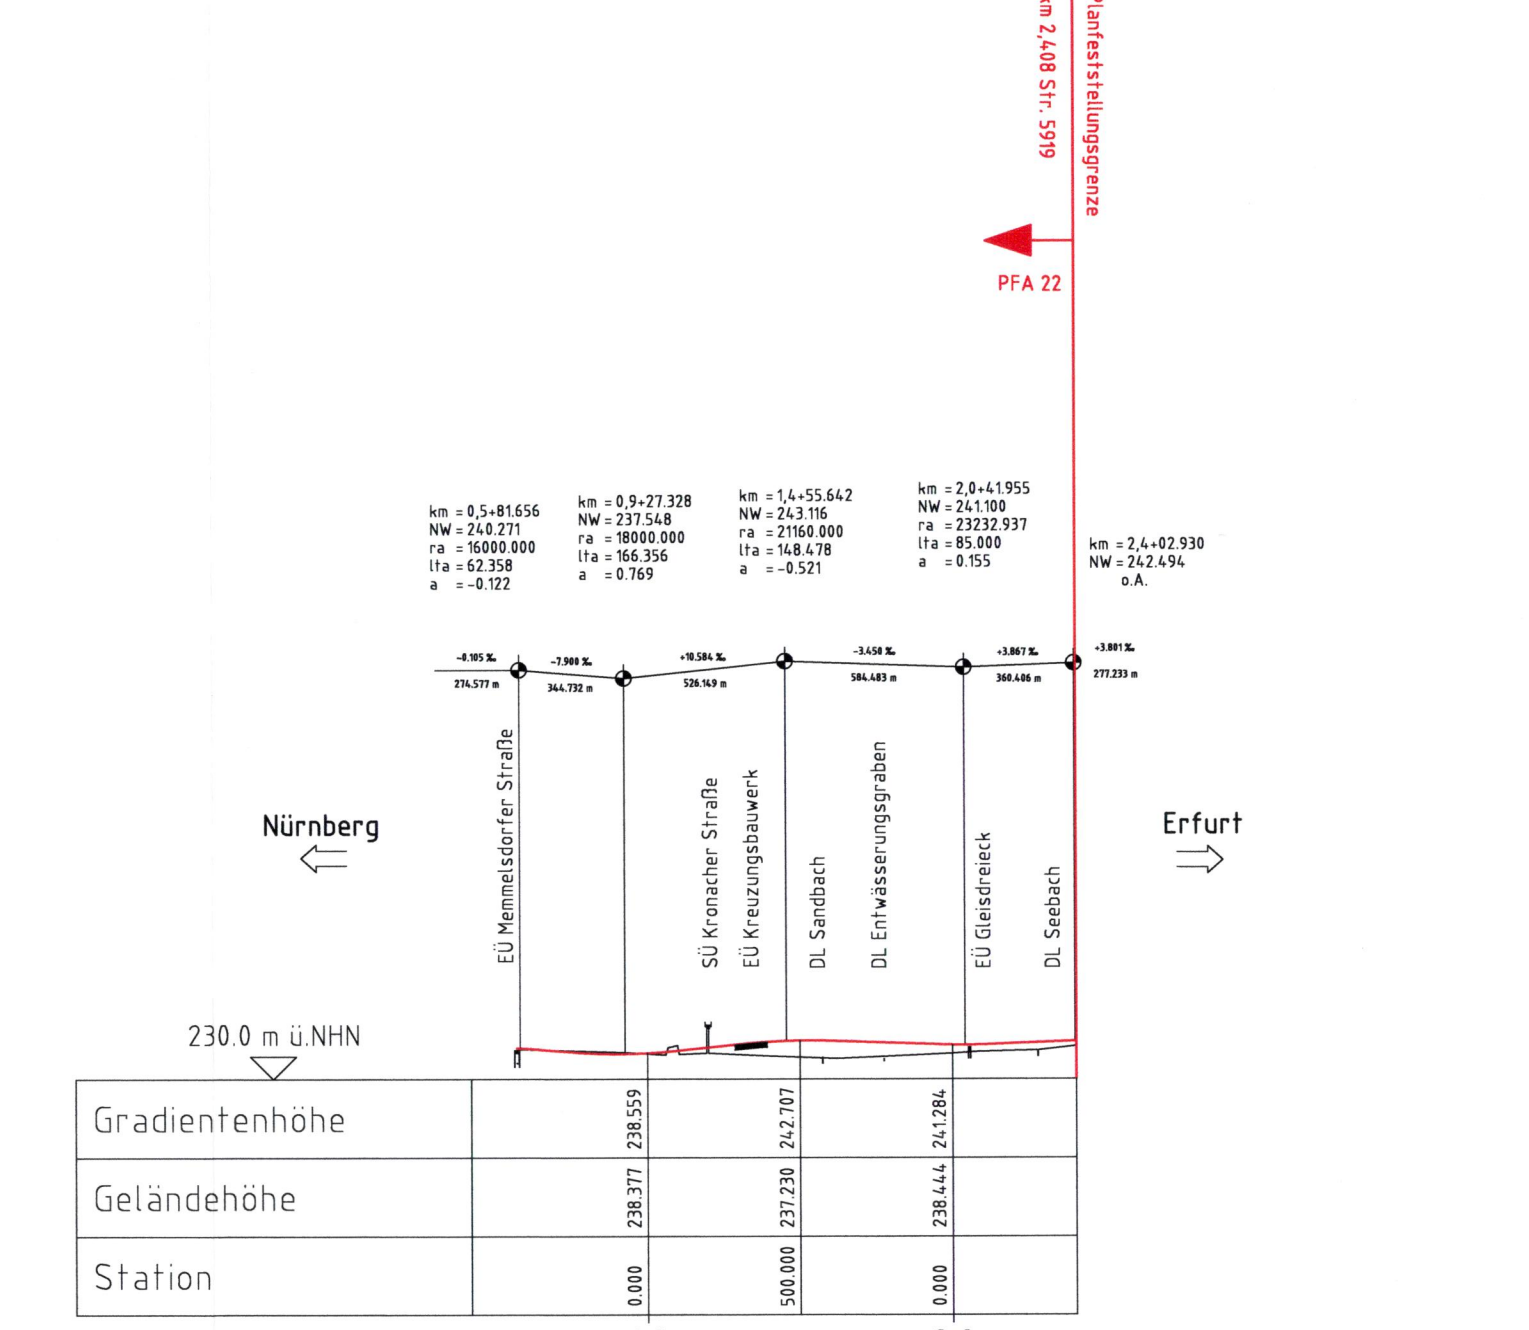 km 2,408 Str. 5919
Planfeststellungsgrenze
PFA 22
km = 0,5+81.656
NW = 240.271
ra = 16000.000
lta = 62.358
a = -0.122
km = 0,9+27.328
NW = 237.548
ra = 18000.000
lta = 166.356
a = 0.769
km = 1,4+55.642
NW = 243.116
ra = 21160.000
lta = 148.478
a = -0.521
km = 2,0+41.955
NW = 241.100
ra = 23232.937
lta = 85.000
a = 0.155
km = 2,4+02.930
NW = 242.494
o.A.
-0.105 ‰
274.577 m
-7.900 ‰
344.732 m
+10.584 ‰
526.149 m
-3.450 ‰
584.483 m
+3.867 ‰
360.406 m
+3.801 ‰
277.233 m
Nürnberg
EÜ Memmelsdorfer Straße
SÜ Kronacher Straße
EÜ Kreuzungsbauwerk
DL Sandbach
DL Entwässerungsgraben
EÜ Gleisdreieck
DL Seebach
Erfurt
230.0 m ü.NHN
Gradientenhöhe 238.559 242.707 241.284
Geländehöhe 238.377 237.230 238.444
Station 0.000 500.000 0.000